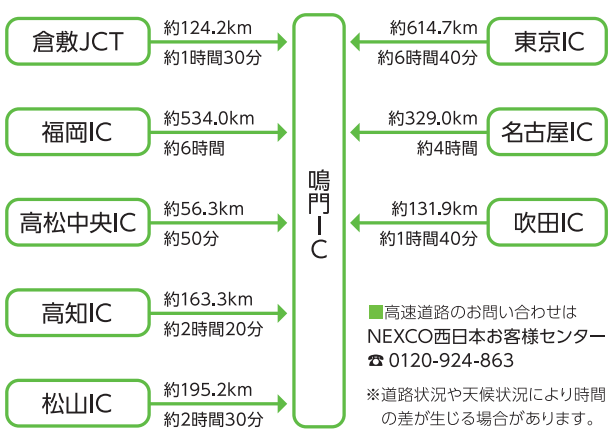 倉敷JCT
約124.2km
約1時間30分
福岡IC
約534.0km
約6時間
高松中央IC
約56.3km
約50分
高知IC
約163.3km
約2時間20分
松山IC
約195.2km
約2時間30分
鳴門IC
約614.7km
約6時間40分
東京IC
約329.0km
約4時間
名古屋IC
約131.9km
約1時間40分
吹田IC
■高速道路のお問い合わせは
NEXCO西日本お客様センター
☎ 0120-924-863
※道路状況や天候状況により時間
の差が生じる場合があります。